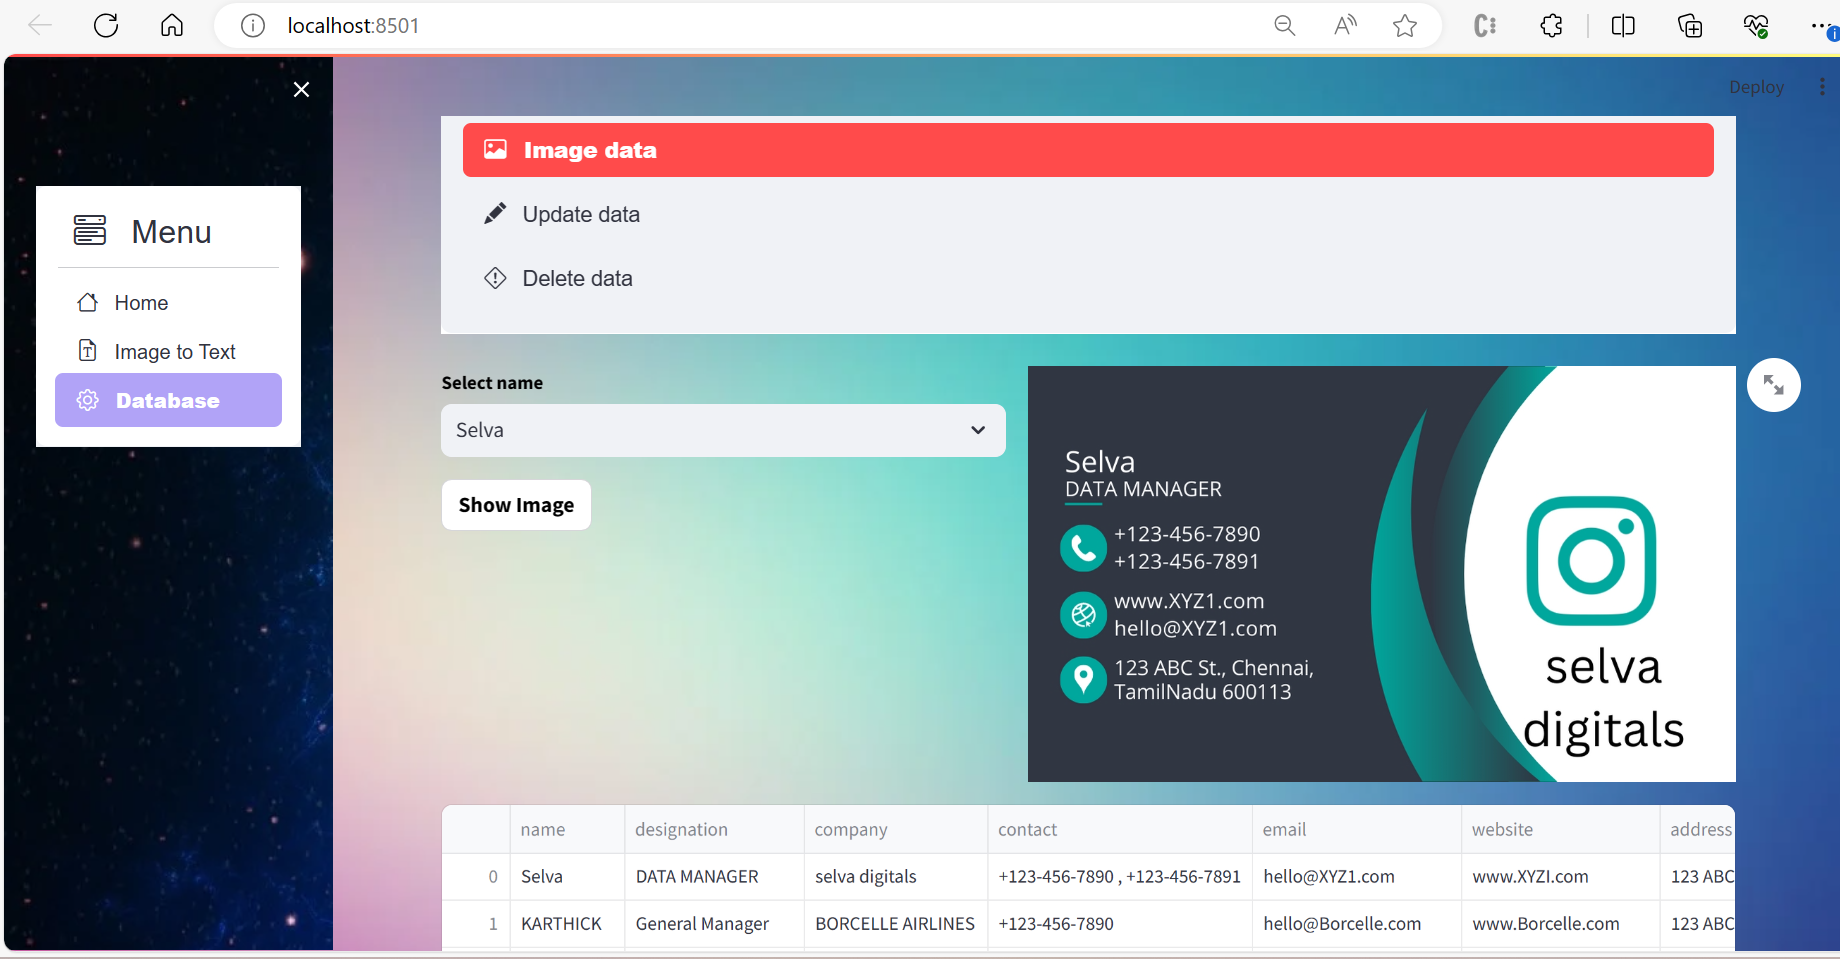 localhost:8501
Deploy
Menu
Home
Image to Text
Database
Image data
Update data
Delete data
Select name
Selva
Show Image
Selva
DATA MANAGER
+123-456-7890
+123-456-7891
www.XYZ1.com
hello@XYZ1.com
123 ABC St., Chennai,
TamilNadu 600113
selva
digitals
name designation company contact email website address
0 Selva DATA MANAGER selva digitals +123-456-7890 , +123-456-7891 hello@XYZ1.com www.XYZI.com 123 ABC
1 KARTHICK General Manager BORCELLE AIRLINES +123-456-7890 hello@Borcelle.com www.Borcelle.com 123 ABC